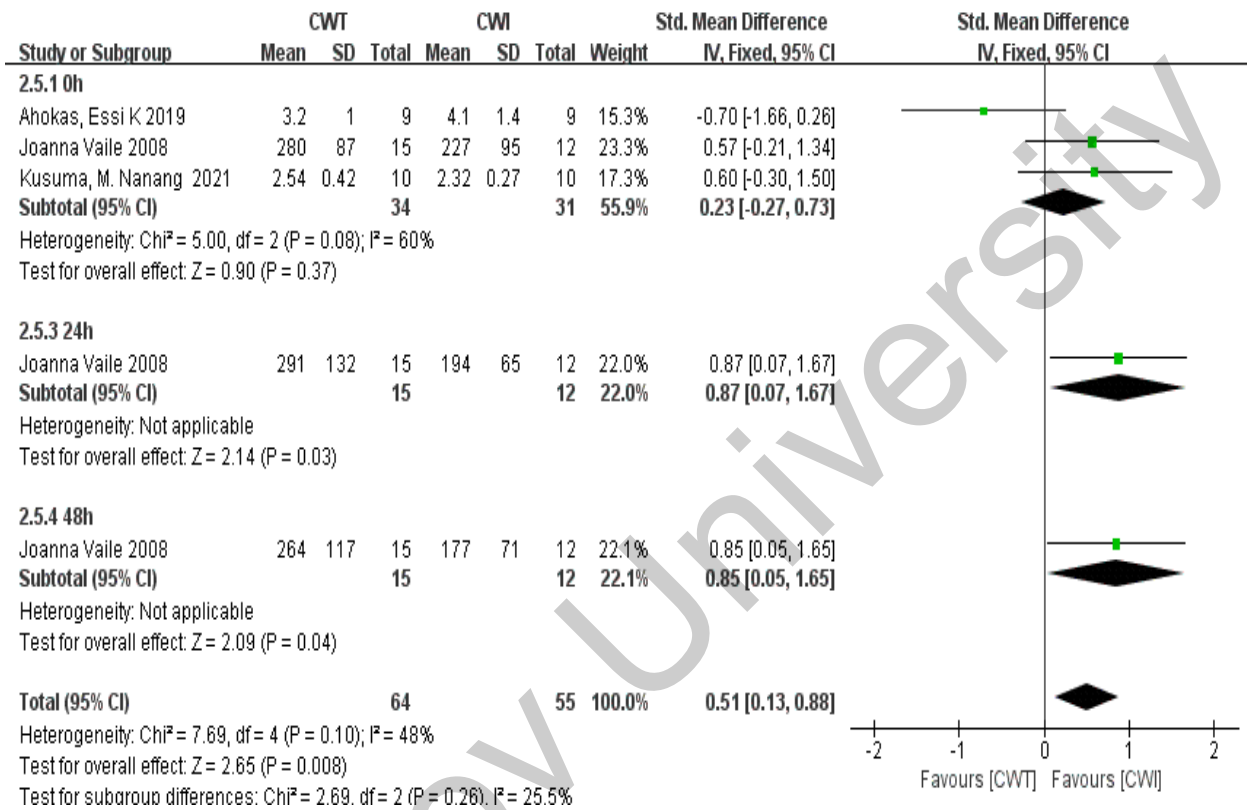 CWT CWI Std. Mean Difference Std. Mean Difference
Study or Subgroup Mean SD Total Mean SD Total Weight IV, Fixed, 95% CI IV, Fixed, 95% CI
2.5.1 0h
Ahokas, Essi K 2019 3.2 1 9 4.1 1.4 9 15.3% -0.70 [-1.66, 0.26]
Joanna Vaile 2008 280 87 15 227 95 12 23.3% 0.57 [-0.21, 1.34]
Kusuma, M. Nanang 2021 2.54 0.42 10 2.32 0.27 10 17.3% 0.60 [-0.30, 1.50]
Subtotal (95% CI) 34 31 55.9% 0.23 [-0.27, 0.73]
Heterogeneity: Chi² = 5.00, df = 2 (P = 0.08); I² = 60%
Test for overall effect: Z = 0.90 (P = 0.37)
2.5.3 24h
Joanna Vaile 2008 291 132 15 194 65 12 22.0% 0.87 [0.07, 1.67]
Subtotal (95% CI) 15 12 22.0% 0.87 [0.07, 1.67]
Heterogeneity: Not applicable
Test for overall effect: Z = 2.14 (P = 0.03)
2.5.4 48h
Joanna Vaile 2008 264 117 15 177 71 12 22.1% 0.85 [0.05, 1.65]
Subtotal (95% CI) 15 12 22.1% 0.85 [0.05, 1.65]
Heterogeneity: Not applicable
Test for overall effect: Z = 2.09 (P = 0.04)
Total (95% CI) 64 55 100.0% 0.51 [0.13, 0.88]
Heterogeneity: Chi² = 7.69, df = 4 (P = 0.10); I² = 48%
Test for overall effect: Z = 2.65 (P = 0.008)
Test for subgroup differences: Chi² = 2.69, df = 2 (P = 0.26), I² = 25.5%
-2 -1 0 1 2
Favours [CWT] Favours [CWI]
University